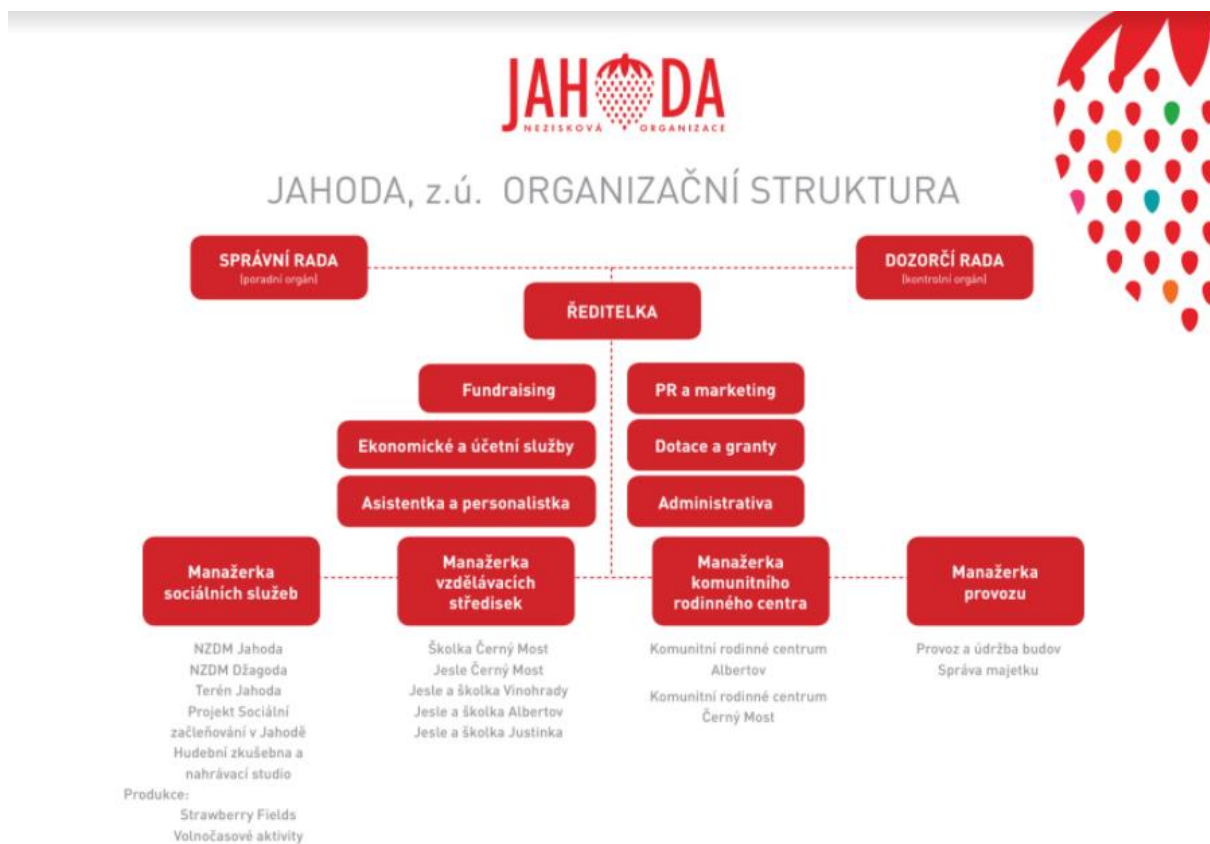 JAHODA
NEZISKOVÁ ORGANIZACE
JAHODA, z.ú. ORGANIZAČNÍ STRUKTURA
SPRÁVNÍ RADA
(poradní orgán)
DOZORČÍ RADA
(kontrolní orgán)
ŘEDITELKA
Fundraising
PR a marketing
Ekonomické a účetní služby
Dotace a granty
Asistentka a personalistka
Administrativa
Manažerka
sociálních služeb
NZDM Jahoda
NZDM Džagoda
Terén Jahoda
Projekt Sociální
začleňování v Jahodě
Hudební zkušebna a
nahrávací studio
Produkce:
Strawberry Fields
Volnočasové aktivity
Manažerka
vzdělávacích
středisek
Školka Černý Most
Jesle Černý Most
Jesle a školka Vinohrady
Jesle a školka Albertov
Jesle a školka Justinka
Manažerka
komunitního
rodinného centra
Komunitní rodinné centrum
Albertov
Komunitní rodinné centrum
Černý Most
Manažerka
provozu
Provoz a údržba budov
Správa majetku